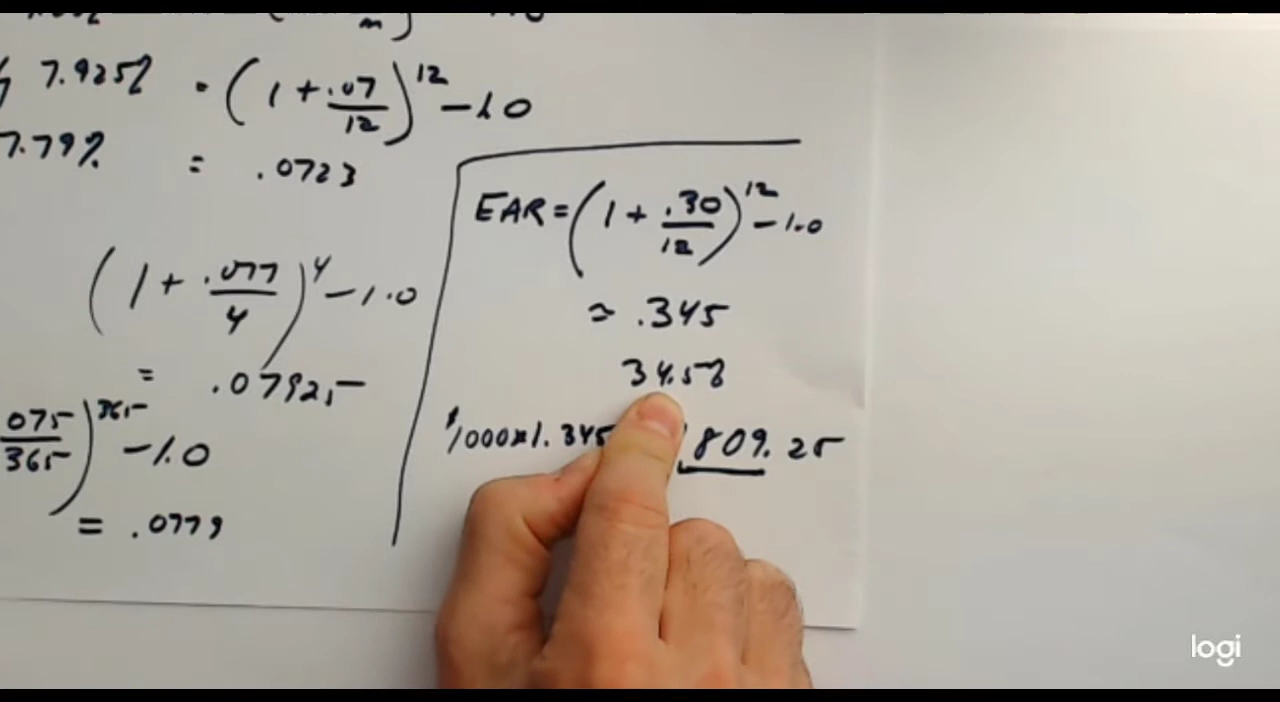 7.925% = (1 + .07/12)^12 - 1.0
7.79% = .0723
(1 + .077/4)^4 - 1.0
= .07925
075/365)^365 - 1.0
= .0779
EAR = (1 + .30/12)^12 - 1.0
= .345
34.5%
$1000 x 1.345
809.25
logi